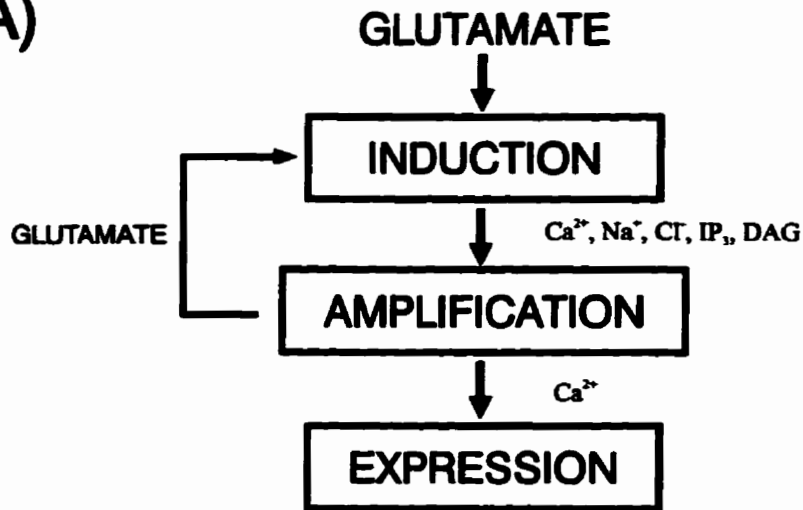 A)
GLUTAMATE
INDUCTION
GLUTAMATE
Ca²⁺, Na⁺, Cl⁻, IP₃, DAG
AMPLIFICATION
Ca²⁺
EXPRESSION